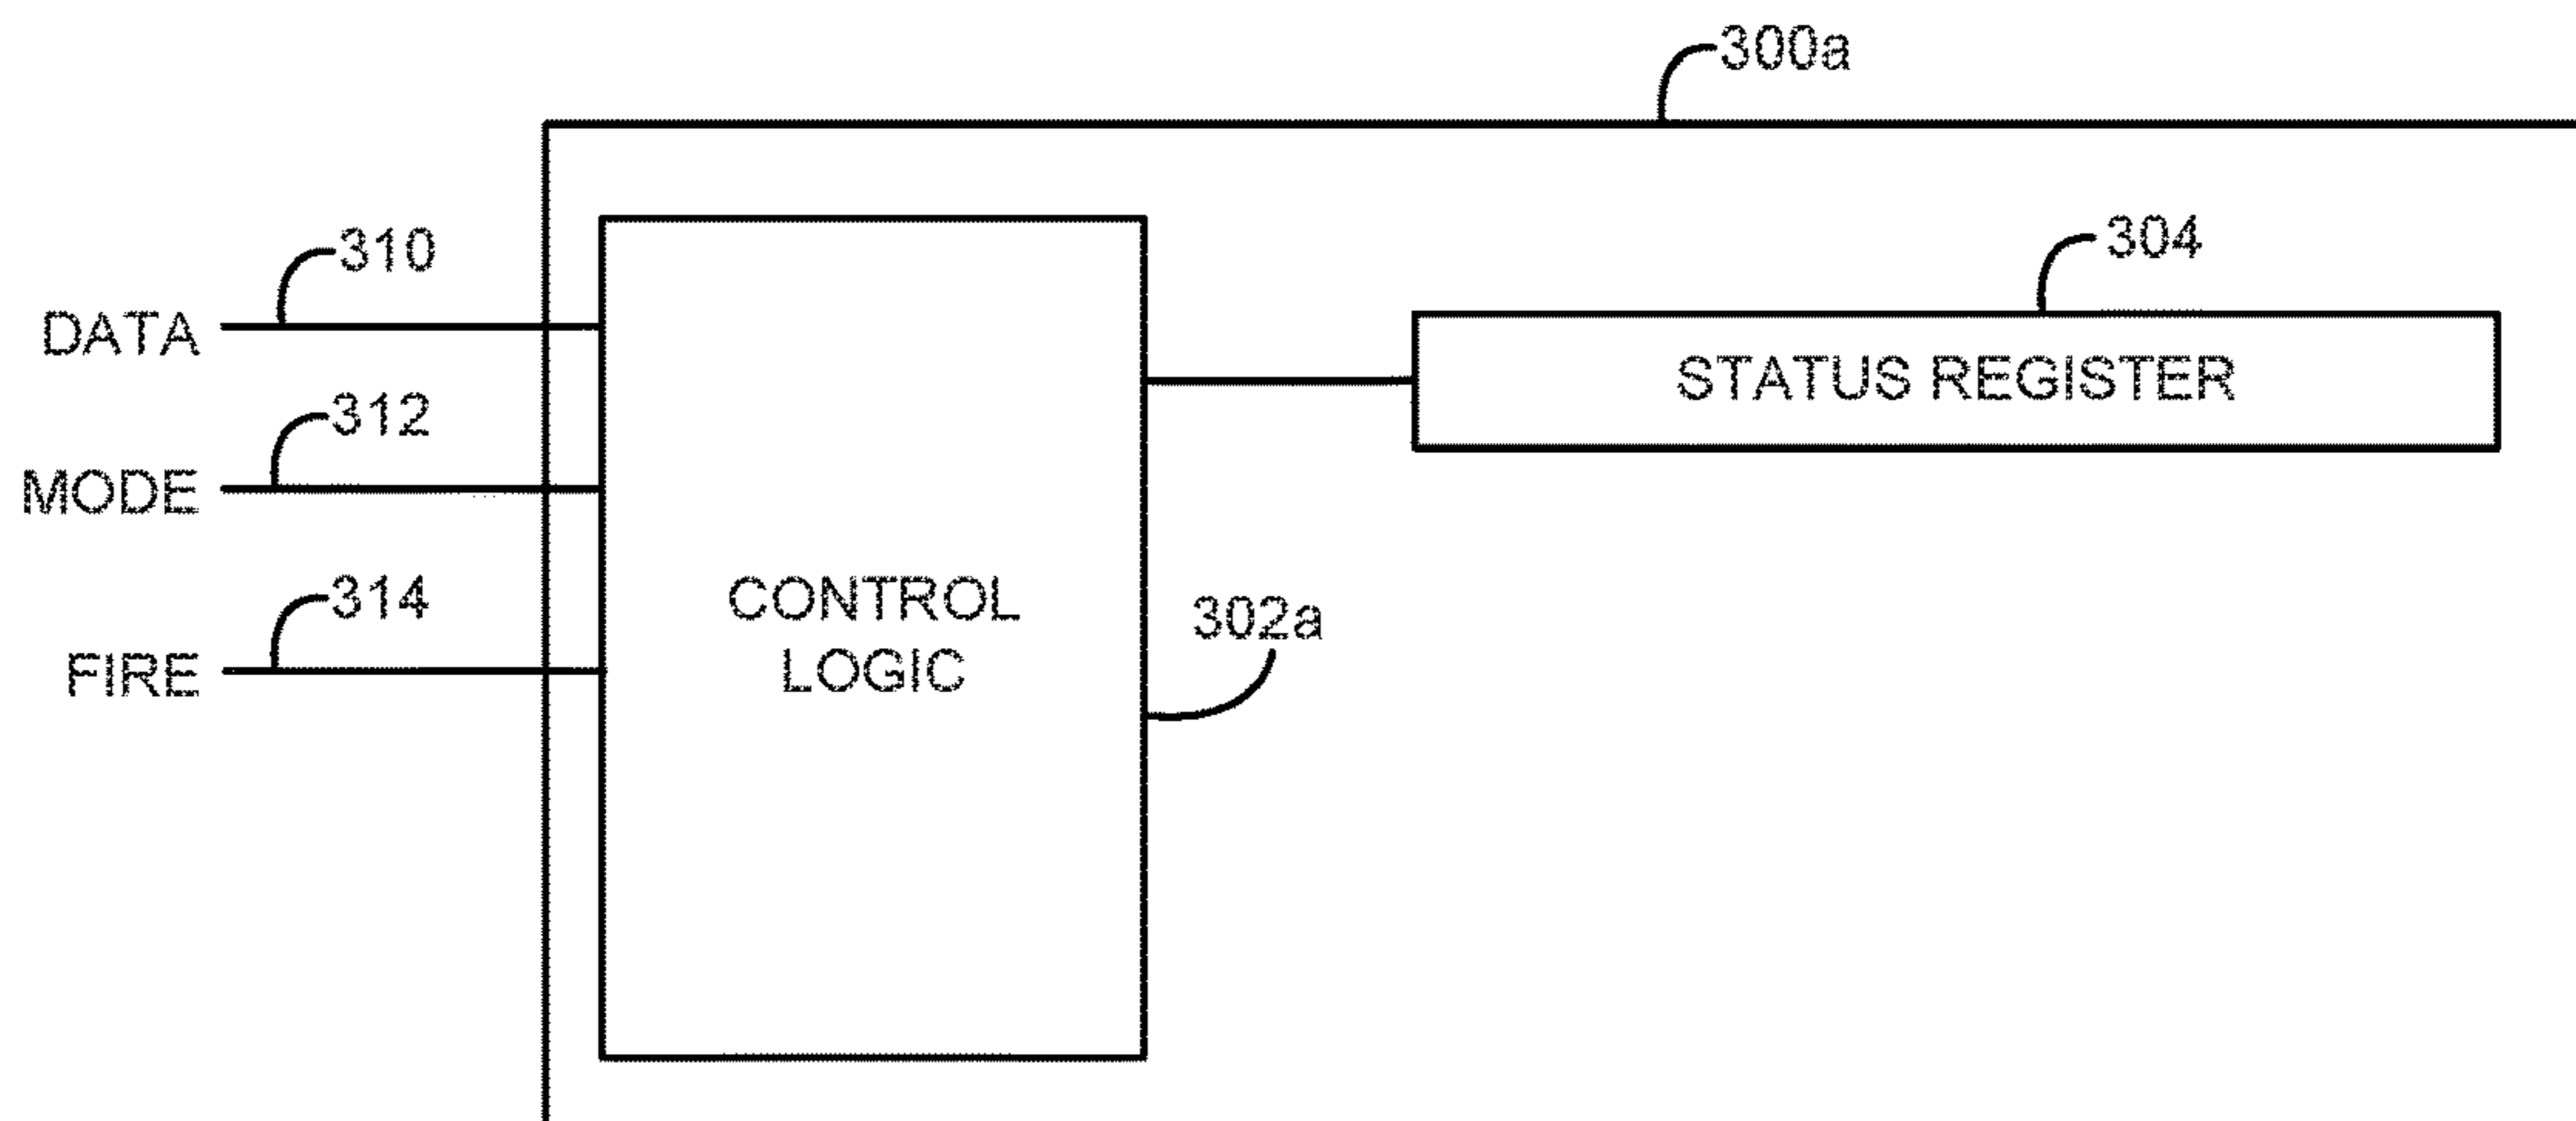 300a
310
304
DATA
STATUS REGISTER
312
MODE
314
302a
FIRE
CONTROL
LOGIC